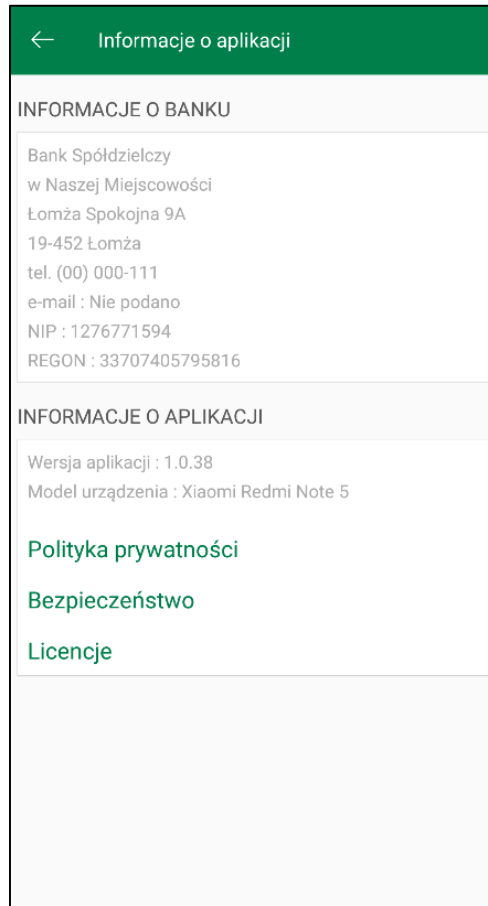 Informacje o aplikacji
INFORMACJE O BANKU
Bank Spółdzielczy
w Naszej Miejscowości
Łomża Spokojna 9A
19-452 Łomża
tel. (00) 000-111
e-mail : Nie podano
NIP : 1276771594
REGON : 33707405795816
INFORMACJE O APLIKACJI
Wersja aplikacji : 1.0.38
Model urządzenia : Xiaomi Redmi Note 5
Polityka prywatności
Bezpieczeństwo
Licencje